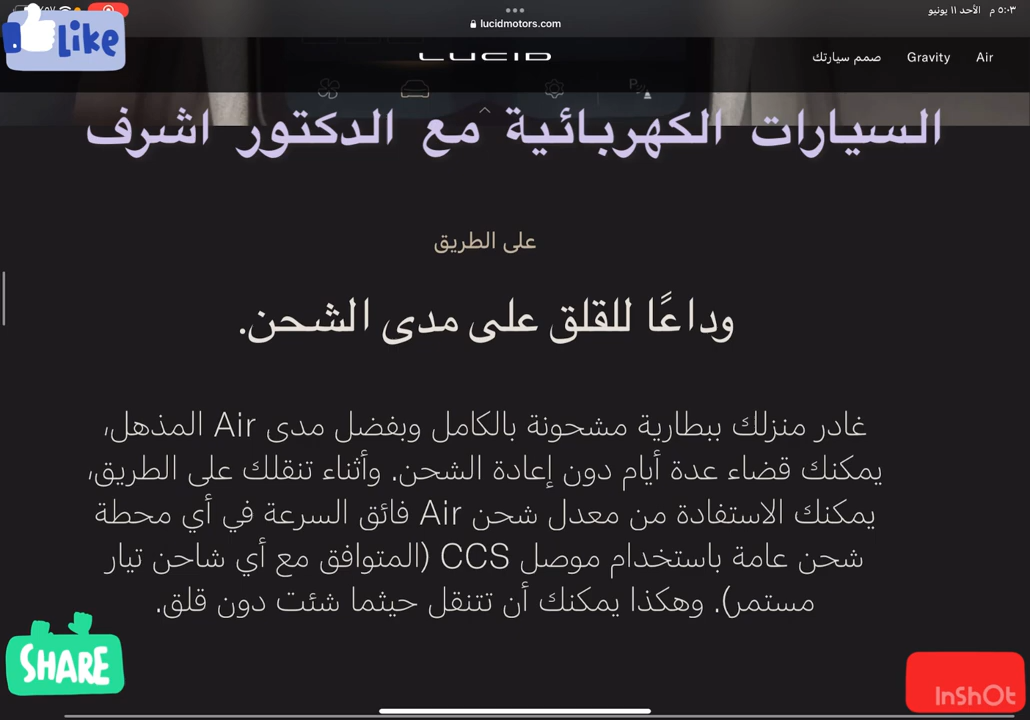 ٥:٠٣ م الأحد ١١ يونيو
lucidmotors.com
Like
LUCID
Air Gravity صمم سيارتك
السيارات الكهربائية مع الدكتور اشرف
على الطريق
وداعًا للقلق على مدى الشحن.
غادر منزلك ببطارية مشحونة بالكامل وبفضل مدى Air المذهل،
يمكنك قضاء عدة أيام دون إعادة الشحن. وأثناء تنقلك على الطريق،
يمكنك الاستفادة من معدل شحن Air فائق السرعة في أي محطة
شحن عامة باستخدام موصل CCS (المتوافق مع أي شاحن تيار
مستمر). وهكذا يمكنك أن تتنقل حيثما شئت دون قلق.
SHARE
InShOt